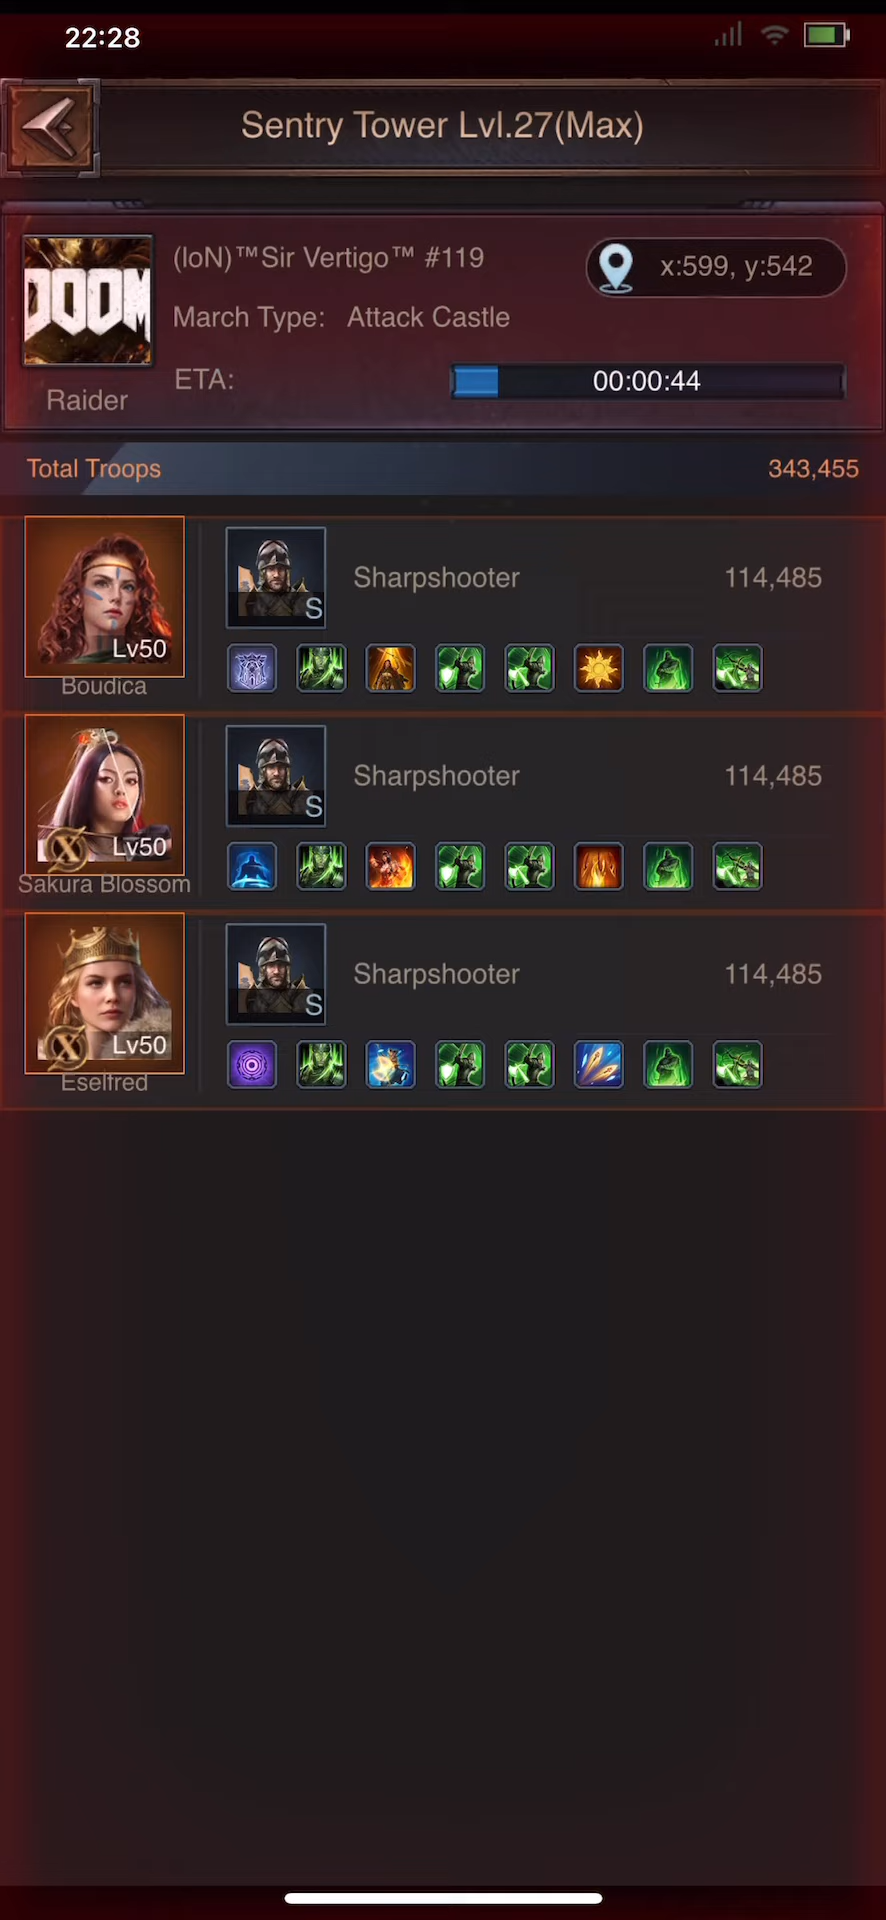 22:28
Sentry Tower Lvl.27(Max)
(IoN)™Sir Vertigo™ #119
x:599, y:542
DOOM
March Type: Attack Castle
ETA:
00:00:44
Raider
Total Troops 343,455
Sharpshooter 114,485
S
Lv50
Boudica
Sharpshooter 114,485
S
Lv50
X
Sakura Blossom
Sharpshooter 114,485
S
Lv50
X
Eselfred